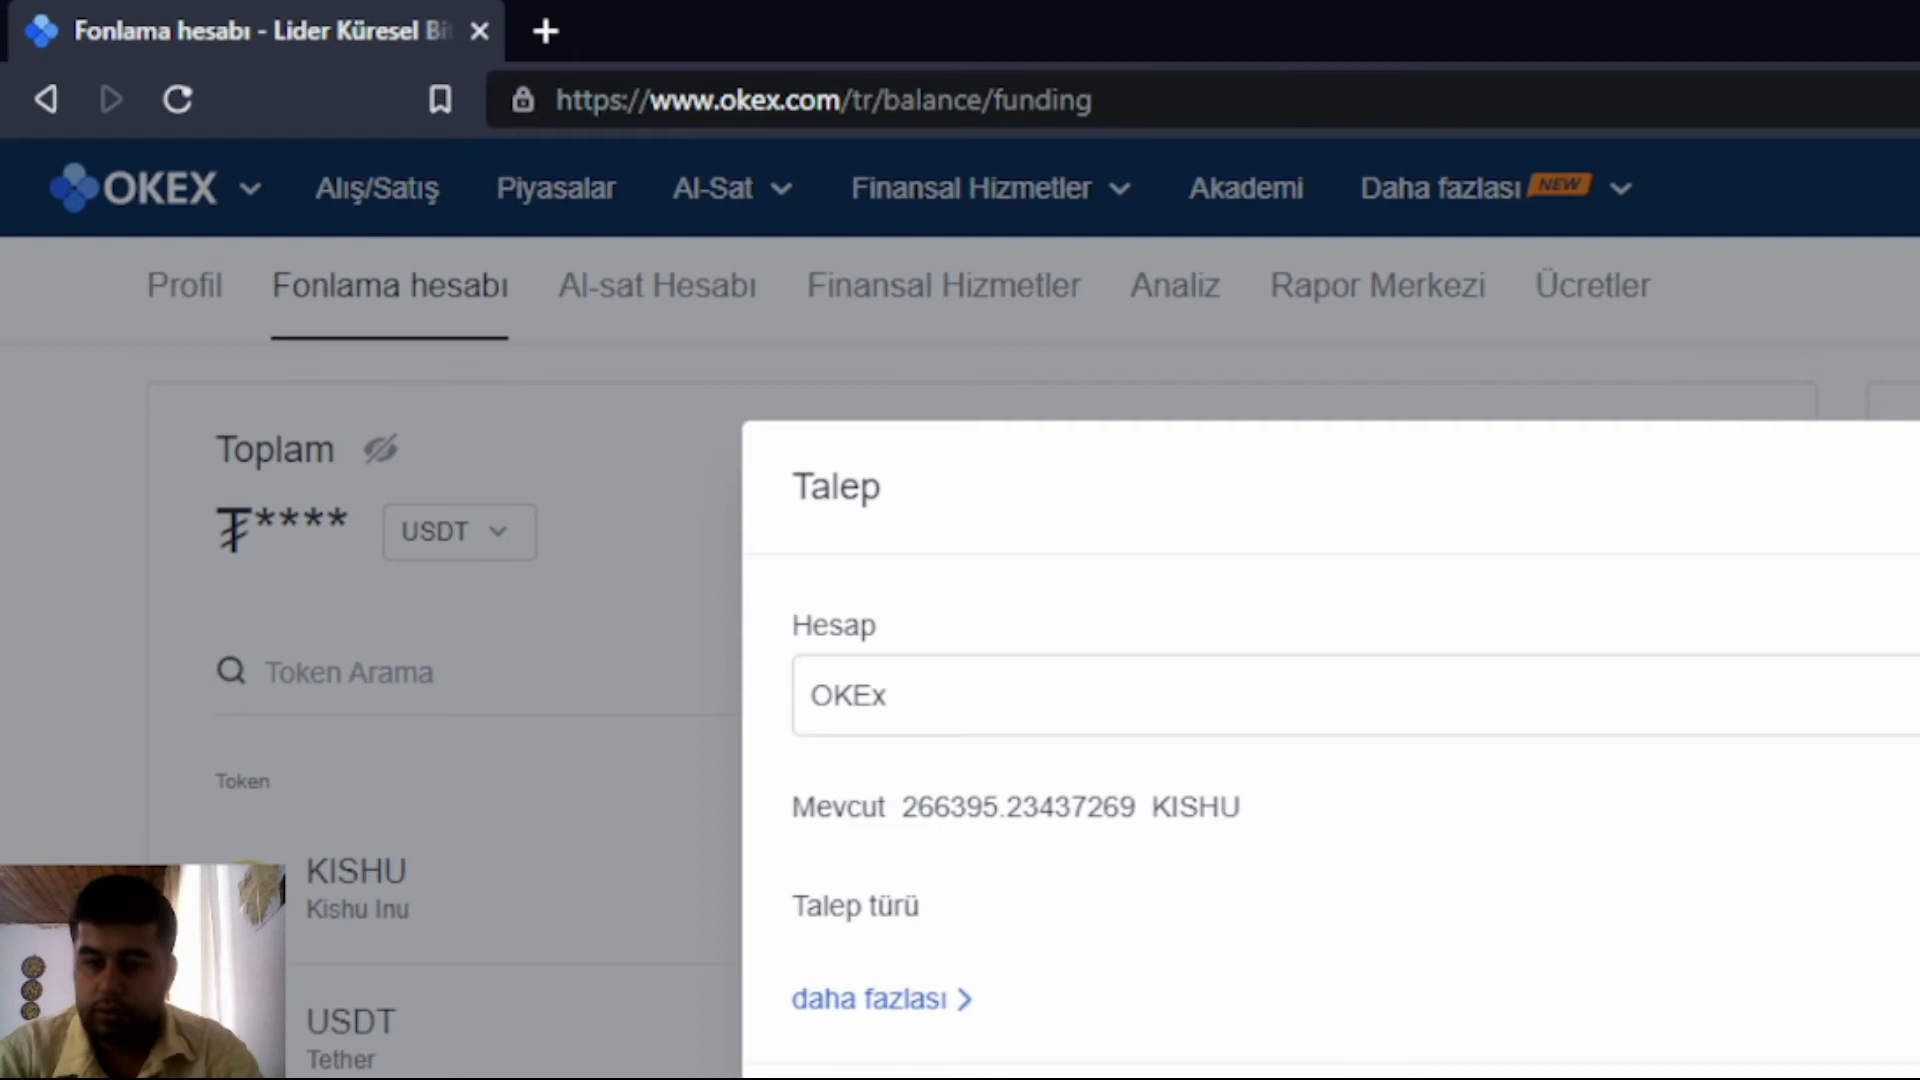 Fonlama hesabı - Lider Küresel Bit
https://www.okex.com/tr/balance/funding
OKEX Alış/Satış Piyasalar Al-Sat Finansal Hizmetler Akademi Daha fazlası NEW
Profil Fonlama hesabı Al-sat Hesabı Finansal Hizmetler Analiz Rapor Merkezi Ücretler
Toplam
₮**** USDT
Token Arama
Token
KISHU
Kishu Inu
USDT
Tether
Talep
Hesap
OKEx
Mevcut 266395.23437269 KISHU
Talep türü
daha fazlası